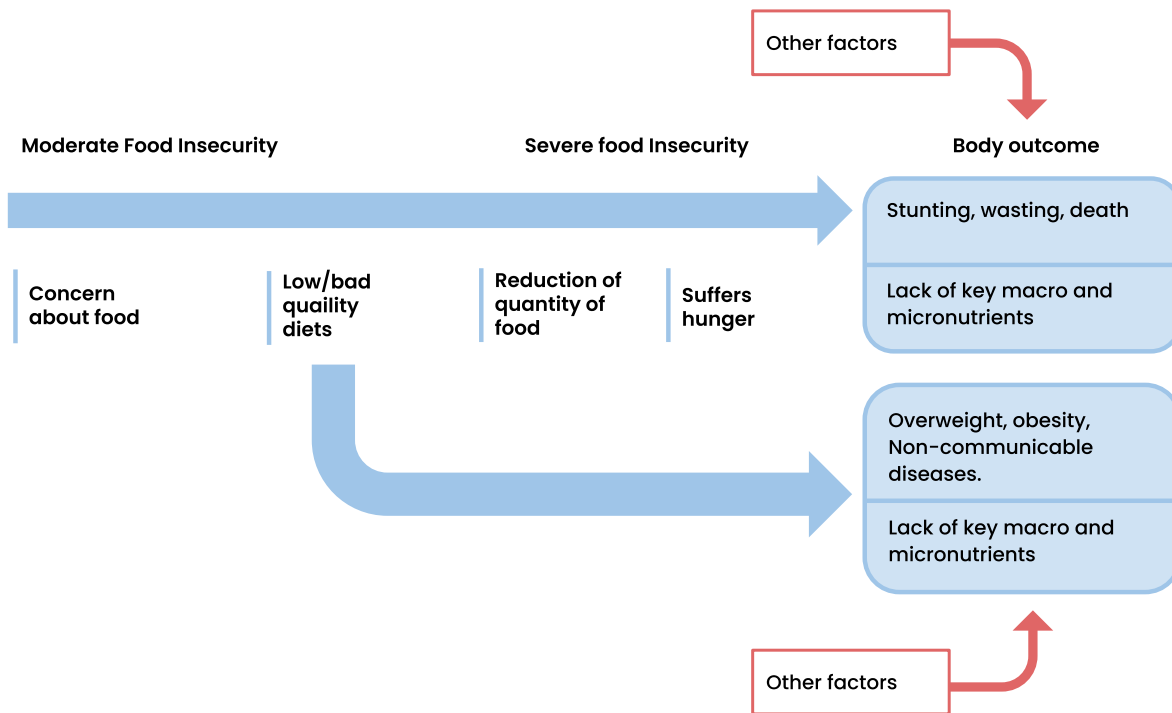 Other factors
Moderate Food Insecurity
Severe food Insecurity
Body outcome
Stunting, wasting, death
Concern
about food
Low/bad
quaility
diets
Reduction of
quantity of
food
Suffers
hunger
Lack of key macro and
micronutrients
Overweight, obesity,
Non-communicable
diseases.
Lack of key macro and
micronutrients
Other factors